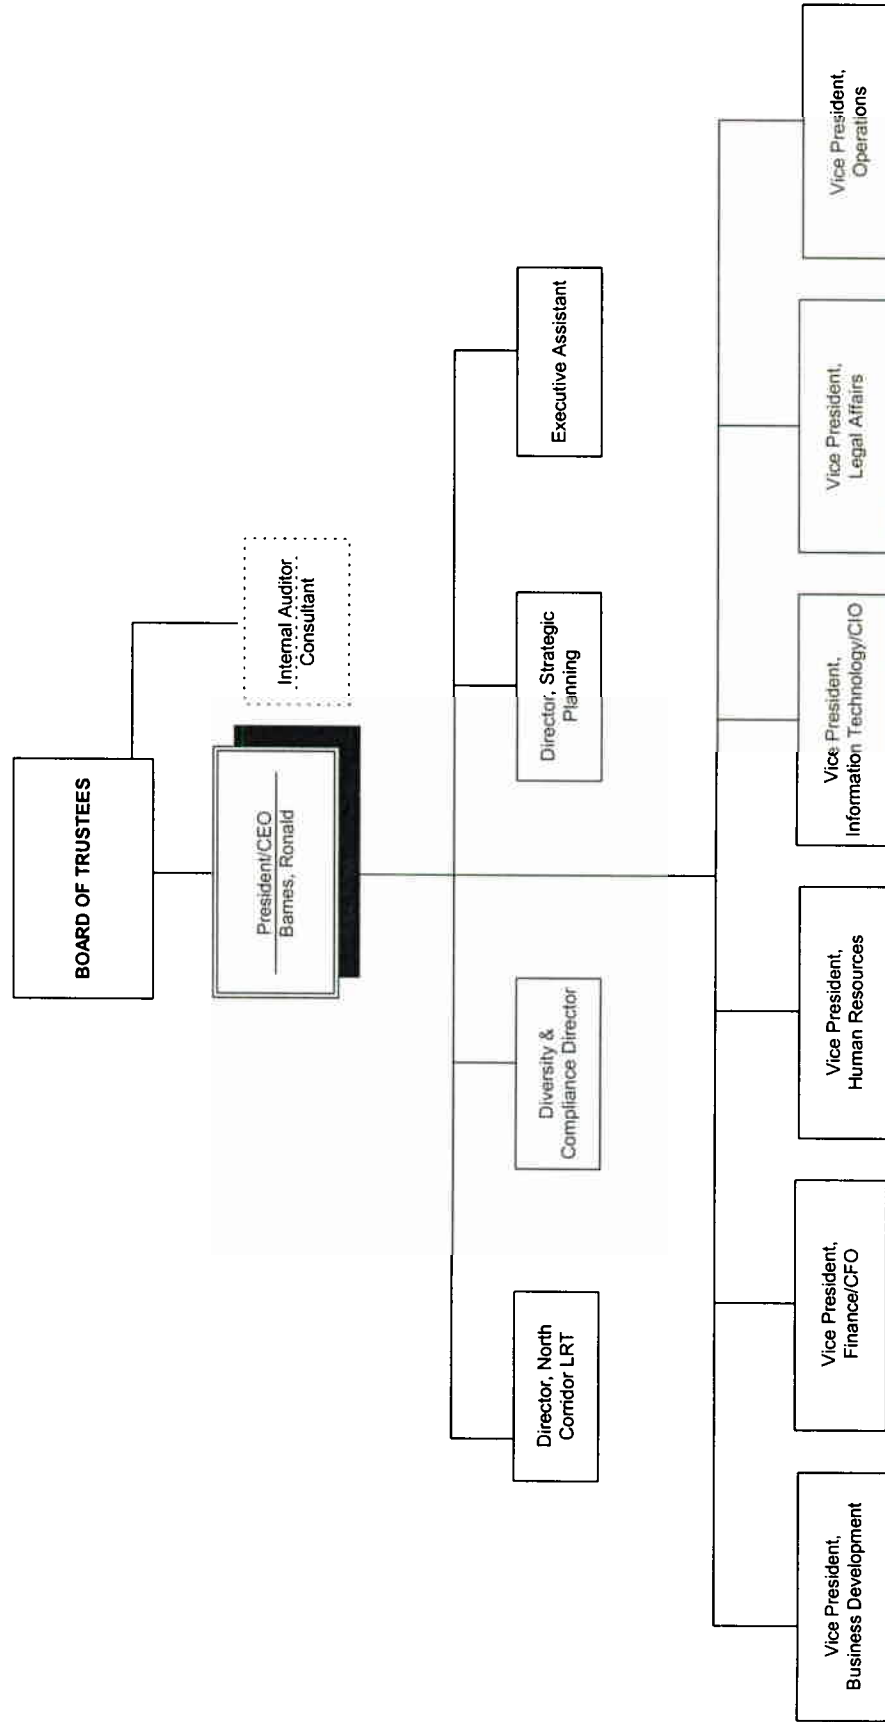 BOARD OF TRUSTEES
President/CEO
Barnes, Ronald
Internal Auditor
Consultant
Director, North
Corridor LRT
Diversity &
Compliance Director
Director, Strategic
Planning
Executive Assistant
Vice President,
Business Development
Vice President,
Finance/CFO
Vice President,
Human Resources
Vice President,
Information Technology/CIO
Vice President,
Legal Affairs
Vice President,
Operations